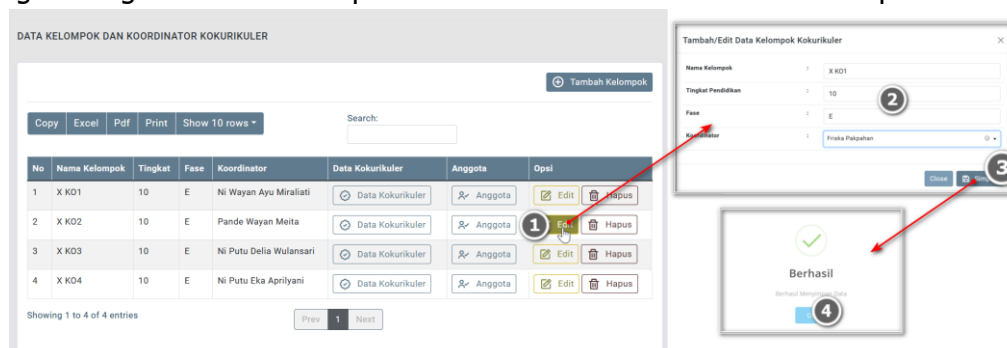 DATA KELOMPOK DAN KOORDINATOR KOKURIKULER
Tambah Kelompok
Copy Excel Pdf Print Show 10 rows
Search:
No Nama Kelompok Tingkat Fase Koordinator Data Kokurikuler Anggota Opsi
1 X KO1 10 E Ni Wayan Ayu Miraliati Data Kokurikuler Anggota Edit Hapus
2 X KO2 10 E Pande Wayan Meita Data Kokurikuler Anggota 1 Edit Hapus
3 X KO3 10 E Ni Putu Delia Wulansari Data Kokurikuler Anggota Edit Hapus
4 X KO4 10 E Ni Putu Eka Aprilyani Data Kokurikuler Anggota Edit Hapus
Showing 1 to 4 of 4 entries
Prev 1 Next
Tambah/Edit Data Kelompok Kokurikuler ×
Nama Kelompok : X KO1
Tingkat Pendidikan : 10
2
Fase : E
Koordinator : Friska Pakpahan
3
Close
Berhasil
Berhasil Menyimpan Data
4